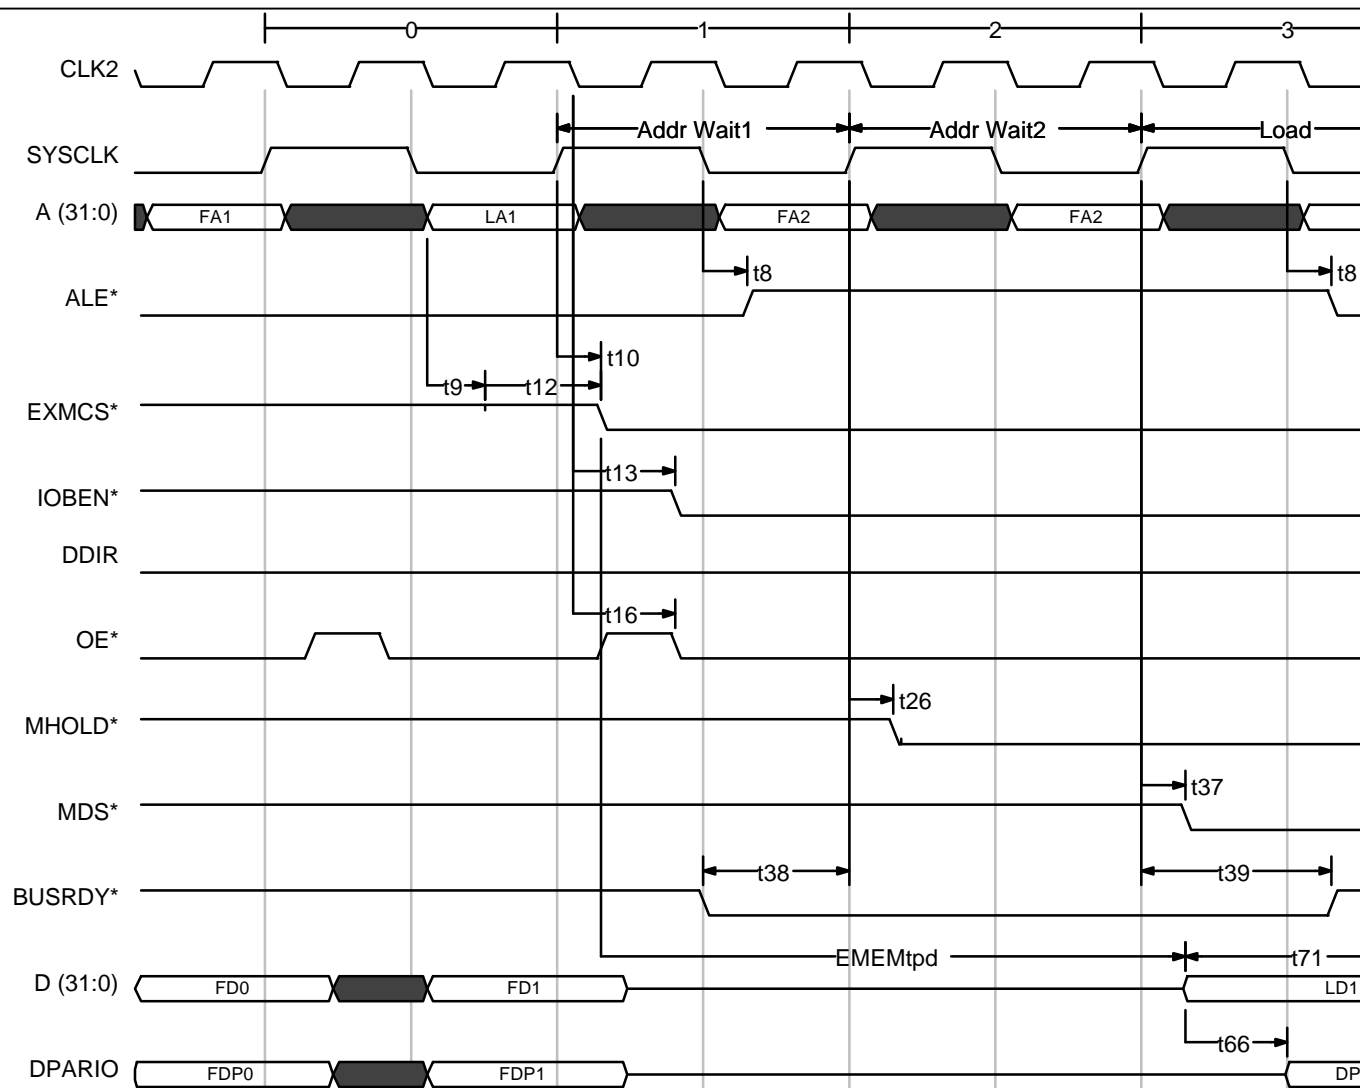 0 1 2 3
CLK2
Addr Wait1 Addr Wait2 Load
SYSCLK
A (31:0) FA1 LA1 FA2 FA2
t8 t8
ALE*
t10
t9 t12
EXMCS*
t13
IOBEN*
DDIR
t16
OE*
t26
MHOLD*
t37
MDS*
t38 t39
BUSRDY*
EMEMtpd t71
D (31:0) FD0 FD1 LD1
t66
DPARIO FDP0 FDP1 DP